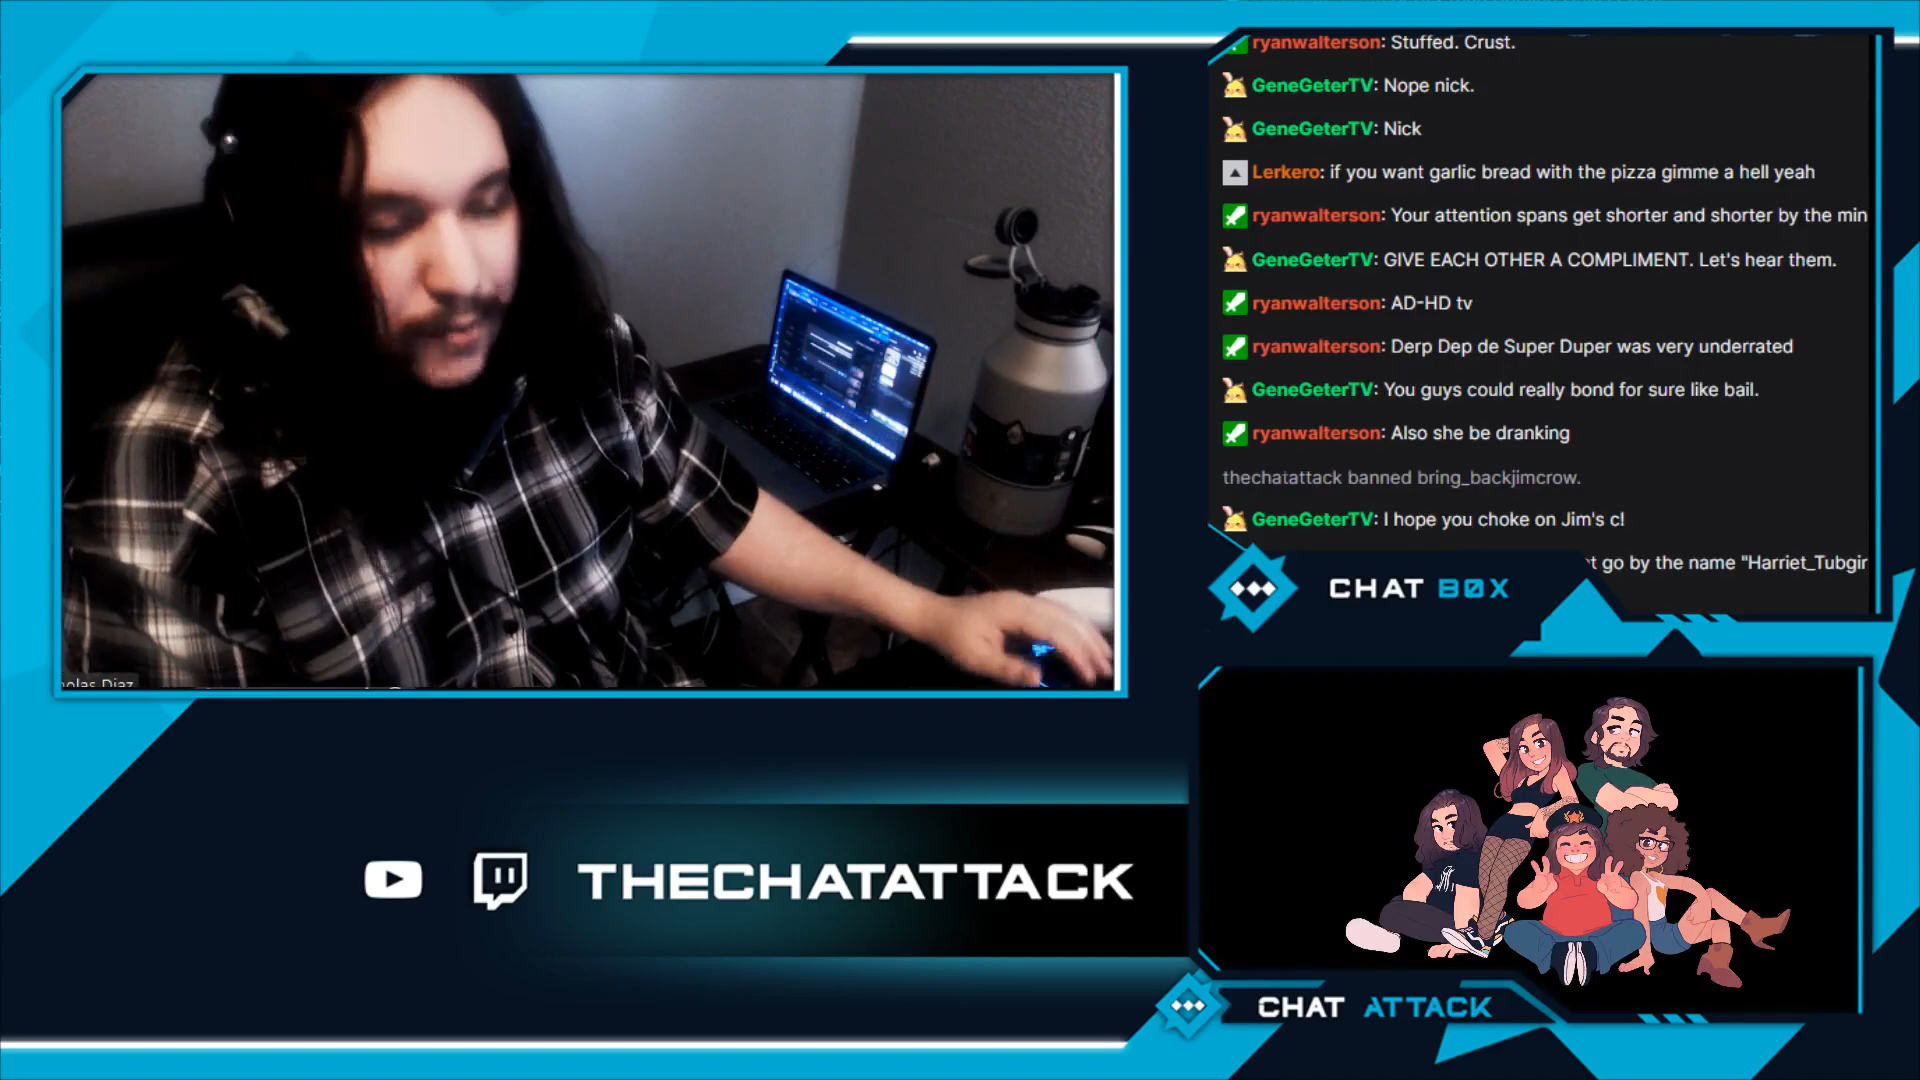 ryanwalterson: Stuffed. Crust.
GeneGeterTV: Nope nick.
GeneGeterTV: Nick
Lerkero: if you want garlic bread with the pizza gimme a hell yeah
ryanwalterson: Your attention spans get shorter and shorter by the min
GeneGeterTV: GIVE EACH OTHER A COMPLIMENT. Let's hear them.
ryanwalterson: AD-HD tv
ryanwalterson: Derp Dep de Super Duper was very underrated
GeneGeterTV: You guys could really bond for sure like bail.
ryanwalterson: Also she be dranking
thechatattack banned bring_backjimcrow.
GeneGeterTV: I hope you choke on Jim's c!
go by the name "Harriet_Tubgir
CHAT BOX
olas Diaz
THECHATATTACK
CHAT ATTACK